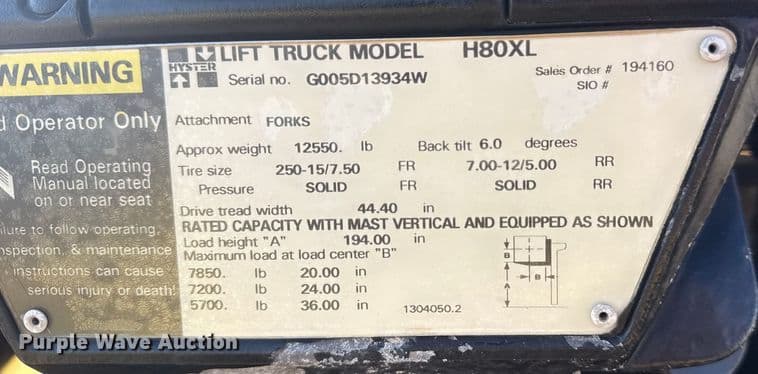 WARNING
d Operator Only
Read Operating
Manual located
on or near seat
ilure to follow operating,
nspection, & maintenance
instructions can cause
serious injury or death!
HYSTER
LIFT TRUCK MODEL H80XL
Serial no. G005D13934W
Sales Order # 194160
SIO #
Attachment FORKS
Approx weight 12550. lb Back tilt 6.0 degrees
Tire size 250-15/7.50 FR 7.00-12/5.00 RR
Pressure SOLID FR SOLID RR
Drive tread width 44.40 in
RATED CAPACITY WITH MAST VERTICAL AND EQUIPPED AS SHOWN
Load height "A" 194.00 in
Maximum load at load center "B"
7850. lb 20.00 in
7200. lb 24.00 in
5700. lb 36.00 in
1304050.2
B
B
A
Purple Wave Auction